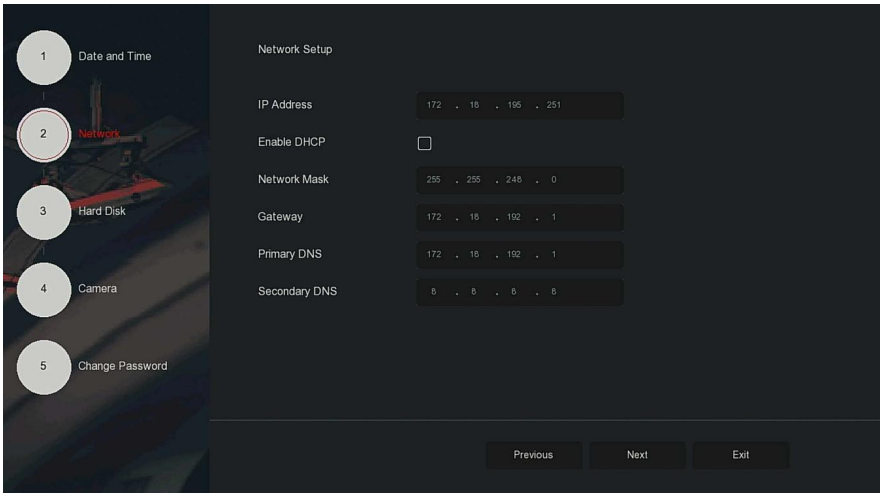 1 Date and Time
2 Network
3 Hard Disk
4 Camera
5 Change Password
Network Setup
IP Address 172 . 18 . 195 . 251
Enable DHCP
Network Mask 255 . 255 . 248 . 0
Gateway 172 . 18 . 192 . 1
Primary DNS 172 . 18 . 192 . 1
Secondary DNS 8 . 8 . 8 . 8
Previous Next Exit